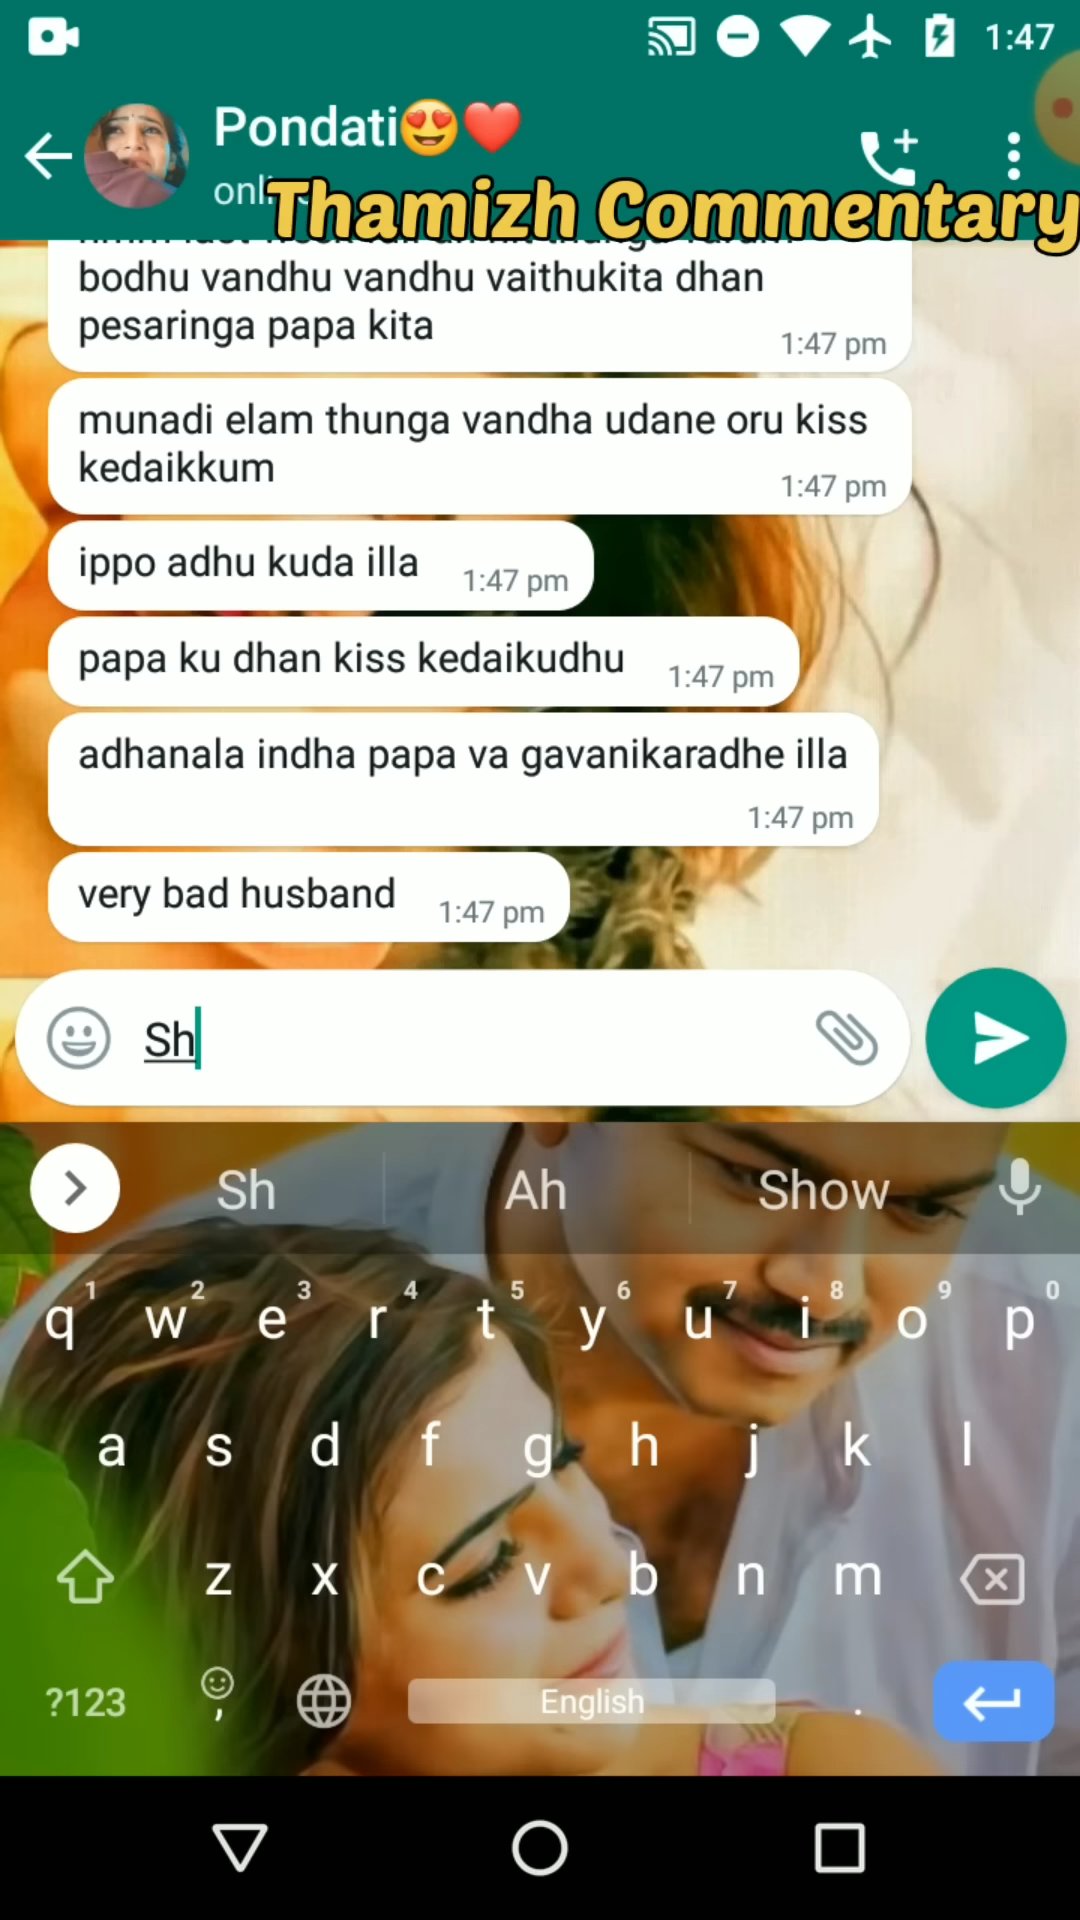 1:47
Pondati😍❤️
Thamizh Commentary
bodhu vandhu vandhu vaithukita dhan
pesaringa papa kita
1:47 pm
munadi elam thunga vandha udane oru kiss
kedaikkum
1:47 pm
ippo adhu kuda illa
1:47 pm
papa ku dhan kiss kedaikudhu
1:47 pm
adhanala indha papa va gavanikaradhe illa
1:47 pm
very bad husband
1:47 pm
Sh
Sh Ah Show
1 2 3 4 5 6 7 8 9 0
q w e r t y u i o p
a s d f g h j k l
z x c v b n m
?123 , English .